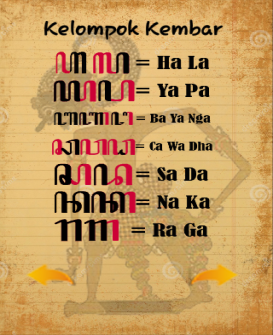 Kelompok Kembar
ꦲ ꦭ = Ha La
ꦪꦥ = Ya Pa
ꦧꦪꦔ = Ba Ya Nga
ꦕꦮꦝ = Ca Wa Dha
ꦱꦢ = Sa Da
ꦤꦏ = Na Ka
ꦫꦒ = Ra Ga